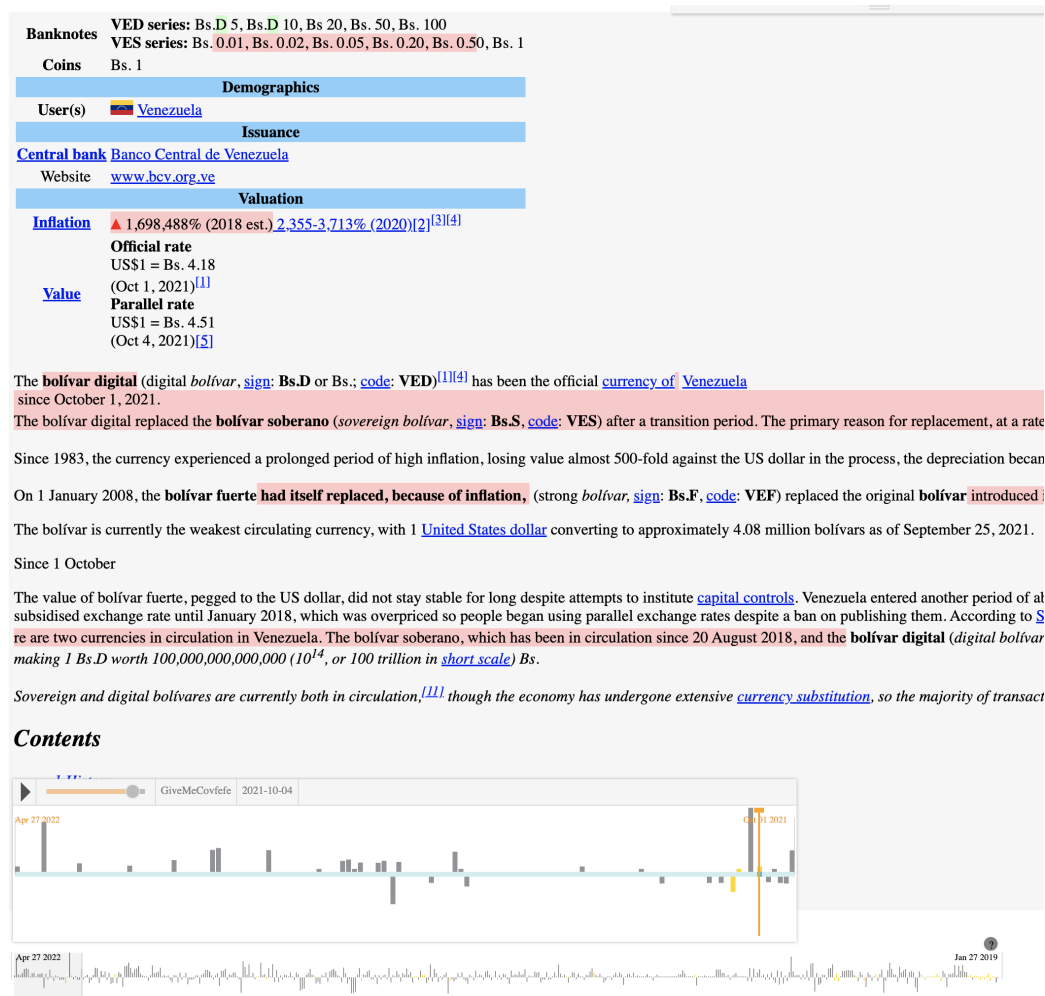 Banknotes VED series: Bs.D 5, Bs.D 10, Bs 20, Bs. 50, Bs. 100
VES series: Bs. 0.01, Bs. 0.02, Bs. 0.05, Bs. 0.20, Bs. 0.50, Bs. 1
Coins Bs. 1
Demographics
User(s) Venezuela
Issuance
Central bank Banco Central de Venezuela
Website www.bcv.org.ve
Valuation
Inflation ▲ 1,698,488% (2018 est.) 2,355-3,713% (2020)[2][3][4]
Official rate
US$1 = Bs. 4.18
(Oct 1, 2021)[1]
Value
Parallel rate
US$1 = Bs. 4.51
(Oct 4, 2021)[5]
The bolívar digital (digital bolívar, sign: Bs.D or Bs.; code: VED)[1][4] has been the official currency of Venezuela
since October 1, 2021.
The bolívar digital replaced the bolívar soberano (sovereign bolívar, sign: Bs.S, code: VES) after a transition period. The primary reason for replacement, at a rate
Since 1983, the currency experienced a prolonged period of high inflation, losing value almost 500-fold against the US dollar in the process, the depreciation becam
On 1 January 2008, the bolívar fuerte had itself replaced, because of inflation, (strong bolívar, sign: Bs.F, code: VEF) replaced the original bolívar introduced i
The bolívar is currently the weakest circulating currency, with 1 United States dollar converting to approximately 4.08 million bolívars as of September 25, 2021.
Since 1 October
The value of bolívar fuerte, pegged to the US dollar, did not stay stable for long despite attempts to institute capital controls. Venezuela entered another period of ab
subsidised exchange rate until January 2018, which was overpriced so people began using parallel exchange rates despite a ban on publishing them. According to S
re are two currencies in circulation in Venezuela. The bolívar soberano, which has been in circulation since 20 August 2018, and the bolívar digital (digital bolívar
making 1 Bs.D worth 100,000,000,000,000 (10^14, or 100 trillion in short scale) Bs.
Sovereign and digital bolívares are currently both in circulation,[11] though the economy has undergone extensive currency substitution, so the majority of transact
Contents
GiveMeCovfefe 2021-10-04
Apr 27 2022
?
Apr 27 2022 Jan 27 2019